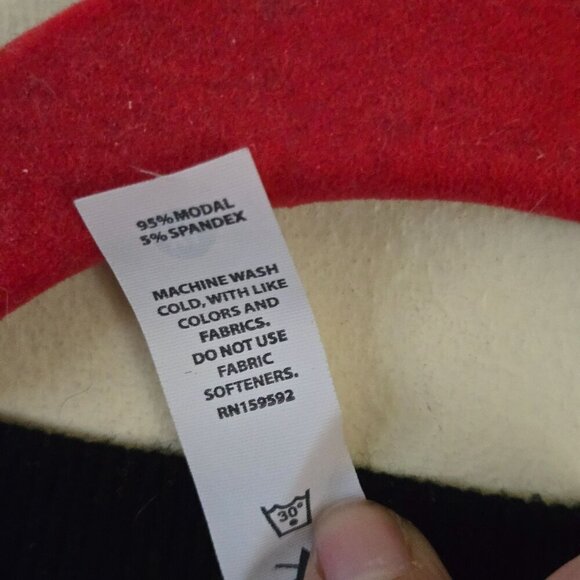 95% MODAL
5% SPANDEX
MACHINE WASH
COLD, WITH LIKE
COLORS AND
FABRICS.
DO NOT USE
FABRIC
SOFTENERS.
RN159592
30°